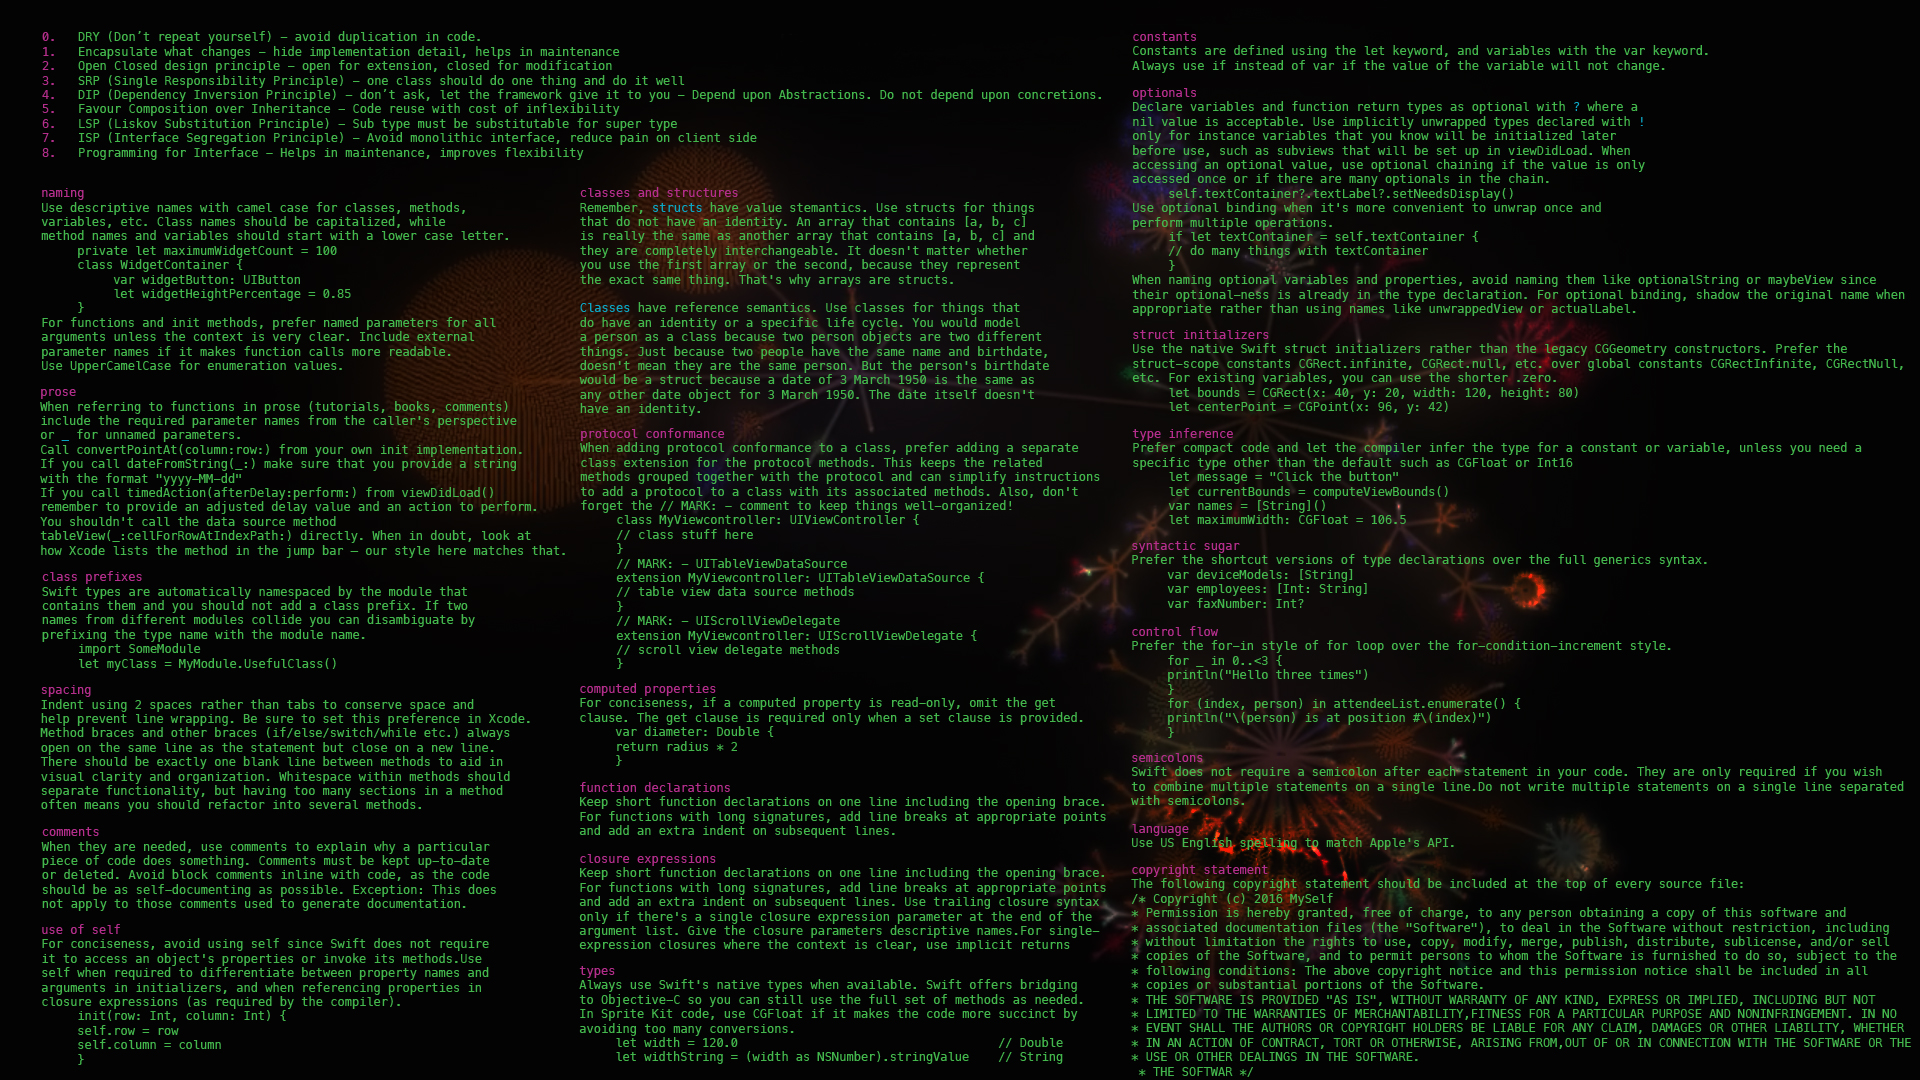 0.   DRY (Don’t repeat yourself) – avoid duplication in code.
1.   Encapsulate what changes – hide implementation detail, helps in maintenance
2.   Open Closed design principle – open for extension, closed for modification
3.   SRP (Single Responsibility Principle) – one class should do one thing and do it well
4.   DIP (Dependency Inversion Principle) – don’t ask, let the framework give it to you – Depend upon Abstractions. Do not depend upon concretions.
5.   Favour Composition over Inheritance – Code reuse with cost of inflexibility
6.   LSP (Liskov Substitution Principle) – Sub type must be substitutable for super type
7.   ISP (Interface Segregation Principle) – Avoid monolithic interface, reduce pain on client side
8.   Programming for Interface – Helps in maintenance, improves flexibility
naming
Use descriptive names with camel case for classes, methods,
variables, etc. Class names should be capitalized, while
method names and variables should start with a lower case letter.
private let maximumWidgetCount = 100
class WidgetContainer {
var widgetButton: UIButton
let widgetHeightPercentage = 0.85
}
For functions and init methods, prefer named parameters for all
arguments unless the context is very clear. Include external
parameter names if it makes function calls more readable.
Use UpperCamelCase for enumeration values.
prose
When referring to functions in prose (tutorials, books, comments)
include the required parameter names from the caller's perspective
or _ for unnamed parameters.
Call convertPointAt(column:row:) from your own init implementation.
If you call dateFromString(_:) make sure that you provide a string
with the format "yyyy–MM–dd"
If you call timedAction(afterDelay:perform:) from viewDidLoad()
remember to provide an adjusted delay value and an action to perform.
You shouldn't call the data source method
tableView(_:cellForRowAtIndexPath:) directly. When in doubt, look at
how Xcode lists the method in the jump bar – our style here matches that.
class prefixes
Swift types are automatically namespaced by the module that
contains them and you should not add a class prefix. If two
names from different modules collide you can disambiguate by
prefixing the type name with the module name.
import SomeModule
let myClass = MyModule.UsefulClass()
spacing
Indent using 2 spaces rather than tabs to conserve space and
help prevent line wrapping. Be sure to set this preference in Xcode.
Method braces and other braces (if/else/switch/while etc.) always
open on the same line as the statement but close on a new line.
There should be exactly one blank line between methods to aid in
visual clarity and organization. Whitespace within methods should
separate functionality, but having too many sections in a method
often means you should refactor into several methods.
comments
When they are needed, use comments to explain why a particular
piece of code does something. Comments must be kept up–to–date
or deleted. Avoid block comments inline with code, as the code
should be as self–documenting as possible. Exception: This does
not apply to those comments used to generate documentation.
use of self
For conciseness, avoid using self since Swift does not require
it to access an object's properties or invoke its methods.Use
self when required to differentiate between property names and
arguments in initializers, and when referencing properties in
closure expressions (as required by the compiler).
init(row: Int, column: Int) {
self.row = row
self.column = column
}
classes and structures
Remember, structs have value stemantics. Use structs for things
that do not have an identity. An array that contains [a, b, c]
is really the same as another array that contains [a, b, c] and
they are completely interchangeable. It doesn't matter whether
you use the first array or the second, because they represent
the exact same thing. That's why arrays are structs.
Classes have reference semantics. Use classes for things that
do have an identity or a specific life cycle. You would model
a person as a class because two person objects are two different
things. Just because two people have the same name and birthdate,
doesn't mean they are the same person. But the person's birthdate
would be a struct because a date of 3 March 1950 is the same as
any other date object for 3 March 1950. The date itself doesn't
have an identity.
protocol conformance
When adding protocol conformance to a class, prefer adding a separate
class extension for the protocol methods. This keeps the related
methods grouped together with the protocol and can simplify instructions
to add a protocol to a class with its associated methods. Also, don't
forget the // MARK: – comment to keep things well–organized!
class MyViewcontroller: UIViewController {
// class stuff here
}
// MARK: – UITableViewDataSource
extension MyViewcontroller: UITableViewDataSource {
// table view data source methods
}
// MARK: – UIScrollViewDelegate
extension MyViewcontroller: UIScrollViewDelegate {
// scroll view delegate methods
}
computed properties
For conciseness, if a computed property is read–only, omit the get
clause. The get clause is required only when a set clause is provided.
var diameter: Double {
return radius * 2
}
function declarations
Keep short function declarations on one line including the opening brace.
For functions with long signatures, add line breaks at appropriate points
and add an extra indent on subsequent lines.
closure expressions
Keep short function declarations on one line including the opening brace.
For functions with long signatures, add line breaks at appropriate points
and add an extra indent on subsequent lines. Use trailing closure syntax
only if there's a single closure expression parameter at the end of the
argument list. Give the closure parameters descriptive names.For single–
expression closures where the context is clear, use implicit returns
types
Always use Swift's native types when available. Swift offers bridging
to Objective–C so you can still use the full set of methods as needed.
In Sprite Kit code, use CGFloat if it makes the code more succinct by
avoiding too many conversions.
let width = 120.0 // Double
let widthString = (width as NSNumber).stringValue // String
constants
Constants are defined using the let keyword, and variables with the var keyword.
Always use if instead of var if the value of the variable will not change.
optionals
Declare variables and function return types as optional with ? where a
nil value is acceptable. Use implicitly unwrapped types declared with !
only for instance variables that you know will be initialized later
before use, such as subviews that will be set up in viewDidLoad. When
accessing an optional value, use optional chaining if the value is only
accessed once or if there are many optionals in the chain.
self.textContainer?.textLabel?.setNeedsDisplay()
Use optional binding when it's more convenient to unwrap once and
perform multiple operations.
if let textContainer = self.textContainer {
// do many things with textContainer
}
When naming optional variables and properties, avoid naming them like optionalString or maybeView since
their optional–ness is already in the type declaration. For optional binding, shadow the original name when
appropriate rather than using names like unwrappedView or actualLabel.
struct initializers
Use the native Swift struct initializers rather than the legacy CGGeometry constructors. Prefer the
struct–scope constants CGRect.infinite, CGRect.null, etc. over global constants CGRectInfinite, CGRectNull,
etc. For existing variables, you can use the shorter .zero.
let bounds = CGRect(x: 40, y: 20, width: 120, height: 80)
let centerPoint = CGPoint(x: 96, y: 42)
type inference
Prefer compact code and let the compiler infer the type for a constant or variable, unless you need a
specific type other than the default such as CGFloat or Int16
let message = "Click the button"
let currentBounds = computeViewBounds()
var names = [String]()
let maximumWidth: CGFloat = 106.5
syntactic sugar
Prefer the shortcut versions of type declarations over the full generics syntax.
var deviceModels: [String]
var employees: [Int: String]
var faxNumber: Int?
control flow
Prefer the for–in style of for loop over the for–condition–increment style.
for _ in 0..<3 {
println("Hello three times")
}
for (index, person) in attendeeList.enumerate() {
println("\(person) is at position #\(index)")
}
semicolons
Swift does not require a semicolon after each statement in your code. They are only required if you wish
to combine multiple statements on a single line.Do not write multiple statements on a single line separated
with semicolons.
language
Use US English spelling to match Apple's API.
copyright statement
The following copyright statement should be included at the top of every source file:
/* Copyright (c) 2016 MySelf
* Permission is hereby granted, free of charge, to any person obtaining a copy of this software and
* associated documentation files (the "Software"), to deal in the Software without restriction, including
* without limitation the rights to use, copy, modify, merge, publish, distribute, sublicense, and/or sell
* copies of the Software, and to permit persons to whom the Software is furnished to do so, subject to the
* following conditions: The above copyright notice and this permission notice shall be included in all
* copies or substantial portions of the Software.
* THE SOFTWARE IS PROVIDED "AS IS", WITHOUT WARRANTY OF ANY KIND, EXPRESS OR IMPLIED, INCLUDING BUT NOT
* LIMITED TO THE WARRANTIES OF MERCHANTABILITY,FITNESS FOR A PARTICULAR PURPOSE AND NONINFRINGEMENT. IN NO
* EVENT SHALL THE AUTHORS OR COPYRIGHT HOLDERS BE LIABLE FOR ANY CLAIM, DAMAGES OR OTHER LIABILITY, WHETHER
* IN AN ACTION OF CONTRACT, TORT OR OTHERWISE, ARISING FROM,OUT OF OR IN CONNECTION WITH THE SOFTWARE OR THE
* USE OR OTHER DEALINGS IN THE SOFTWARE.
* THE SOFTWAR */